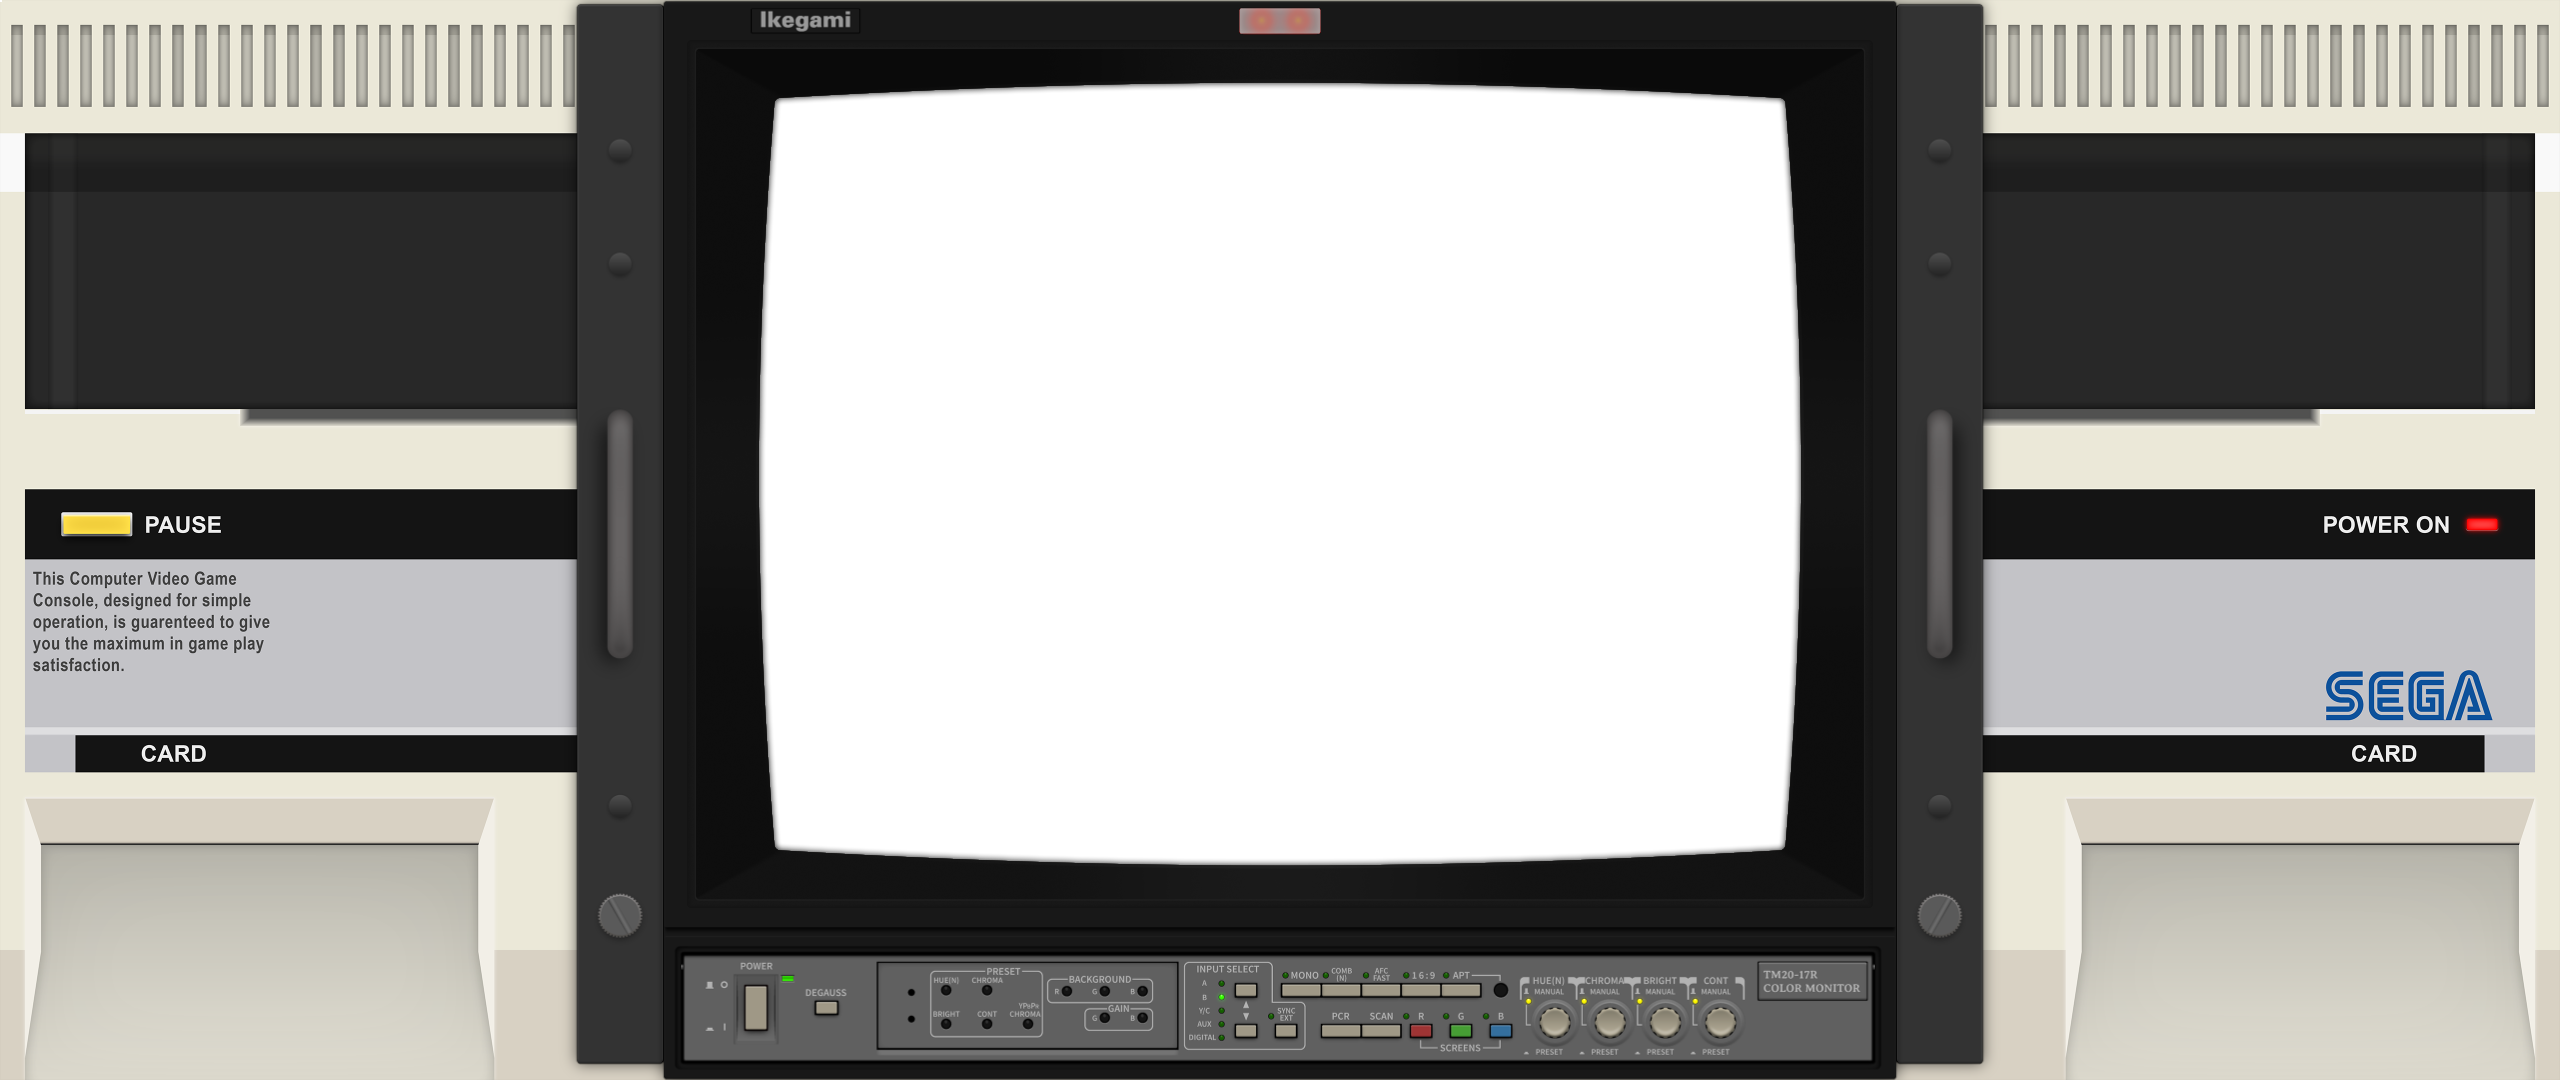 Ikegami
PAUSE
POWER ON
This Computer Video Game
Console, designed for simple
operation, is guarenteed to give
you the maximum in game play
satisfaction.
SEGA
CARD
CARD
POWER
DEGAUSS
PRESET
HUE(N)
CHROMA
BRIGHT
CONT
YPBPR
CHROMA
BACKGROUND
R G B
GAIN
G B
INPUT SELECT
A
B
Y/C
AUX
DIGITAL
SYNC
EXT
MONO
COMB
(N)
AFC
FAST
16:9
APT
PCR
SCAN
R
G
B
SCREENS
HUE(N)
MANUAL
PRESET
CHROMA
MANUAL
PRESET
BRIGHT
MANUAL
PRESET
CONT
MANUAL
PRESET
TM20-17R
COLOR MONITOR